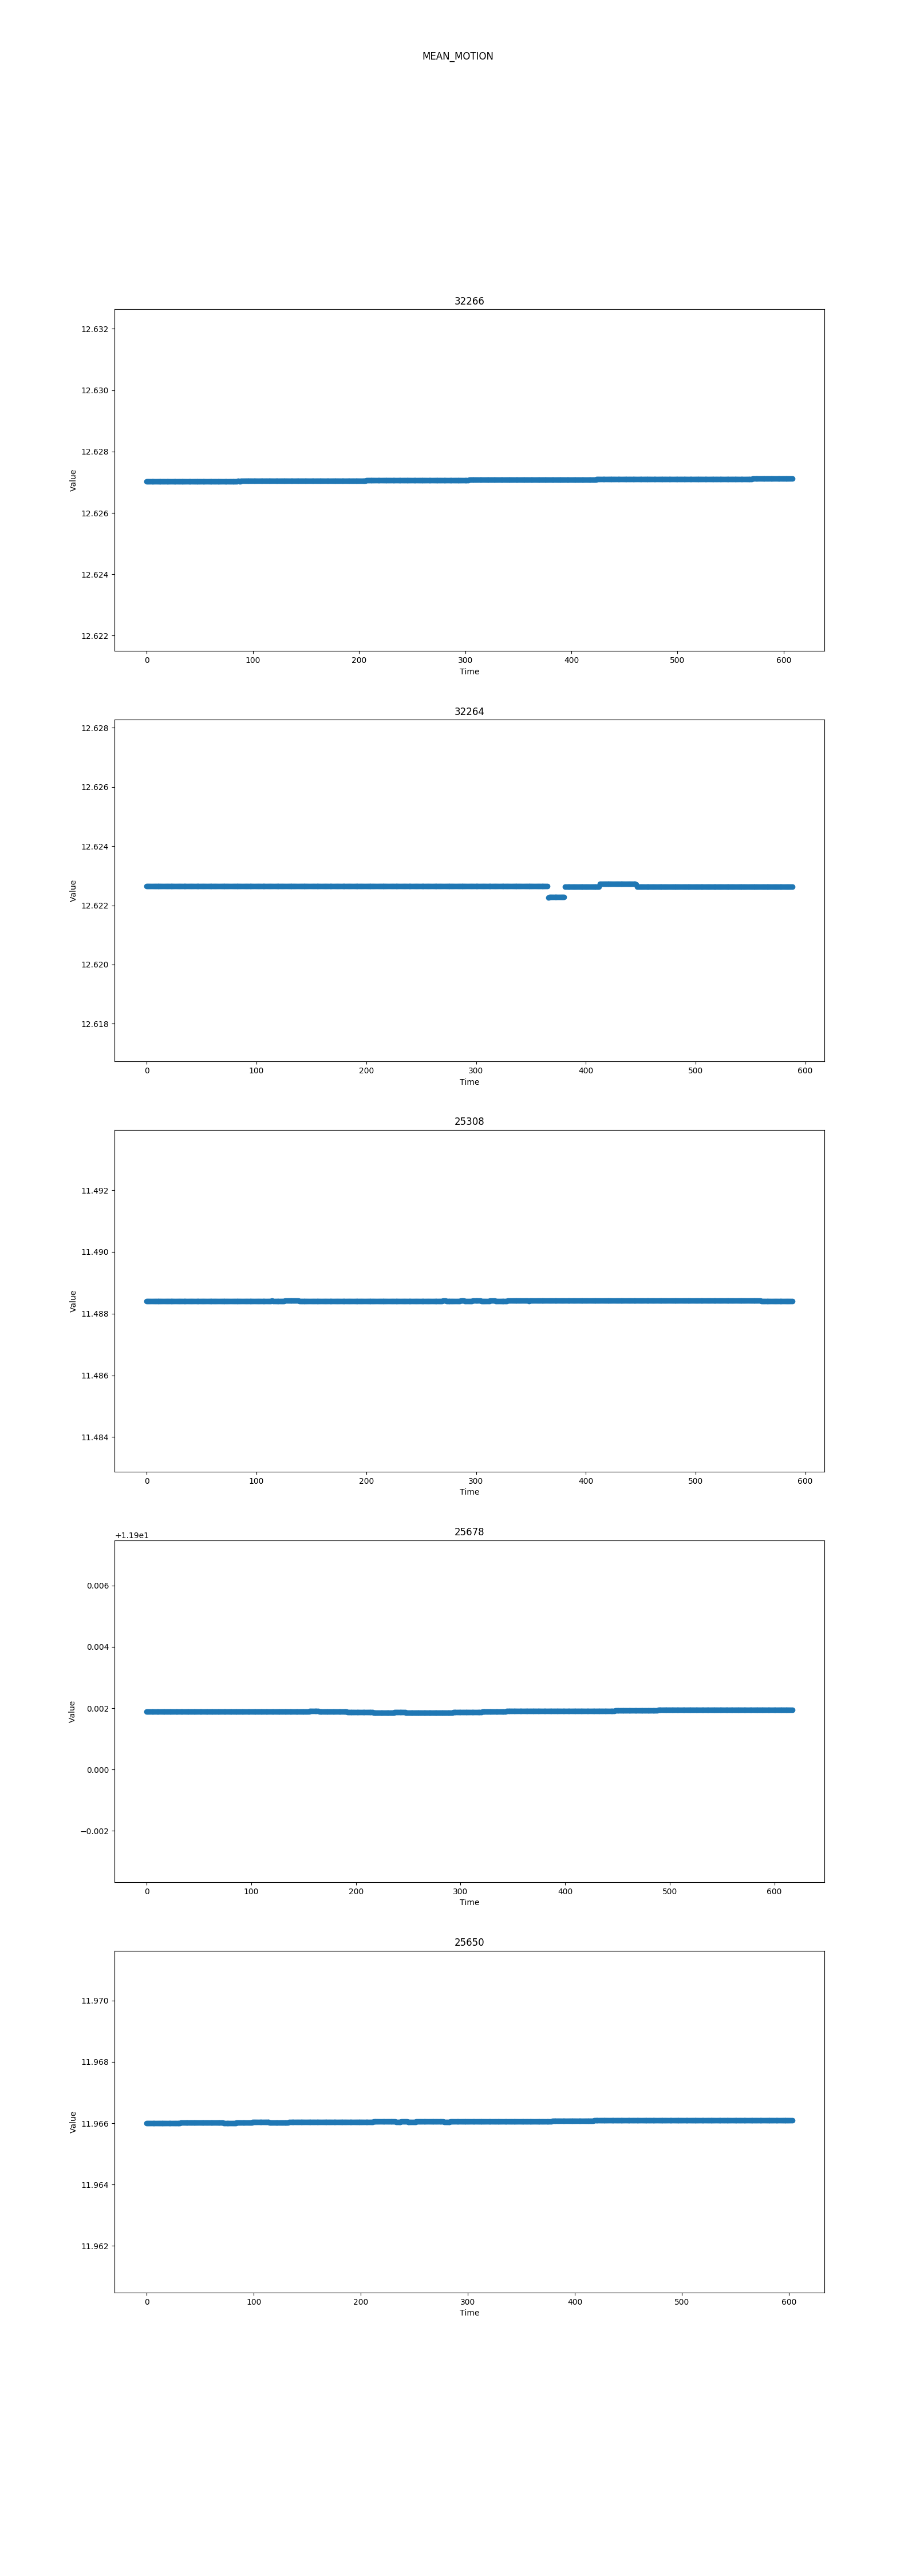 MEAN_MOTION
32266
12.632
12.630
12.628
12.626
12.624
12.622
Value
0 100 200 300 400 500 600
Time
32264
12.628
12.626
12.624
12.622
12.620
12.618
Value
0 100 200 300 400 500 600
Time
25308
11.492
11.490
11.488
11.486
11.484
Value
0 100 200 300 400 500 600
Time
25678
+1.19e1
0.006
0.004
0.002
0.000
−0.002
Value
0 100 200 300 400 500 600
Time
25650
11.970
11.968
11.966
11.964
11.962
Value
0 100 200 300 400 500 600
Time